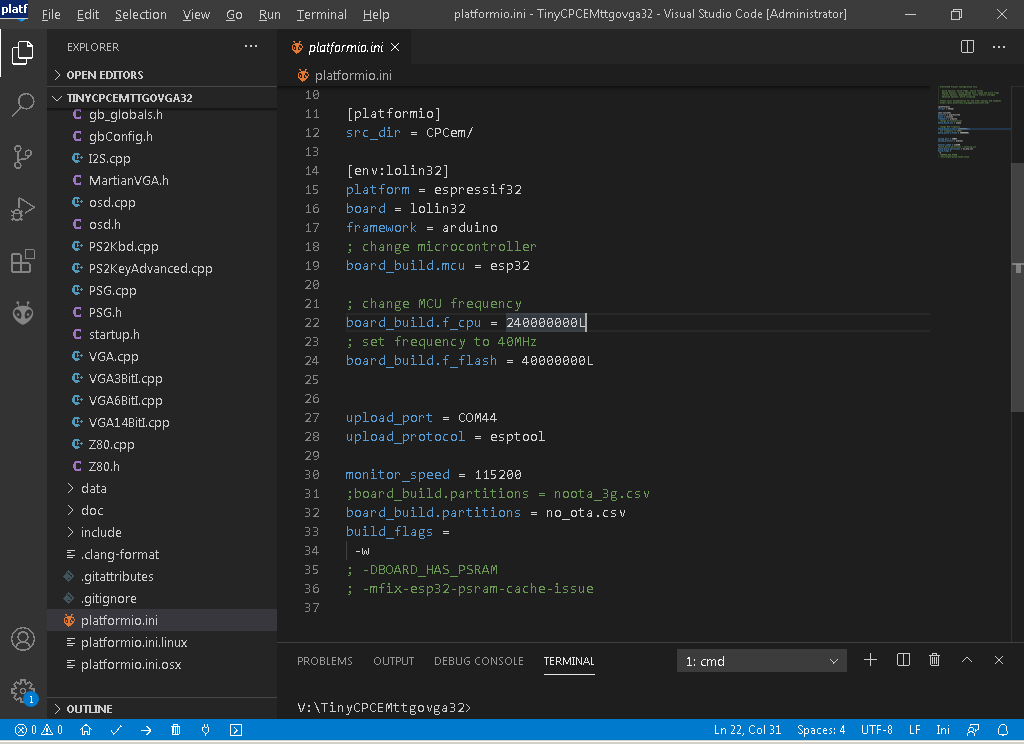 platf
File Edit Selection View Go Run Terminal Help
platformio.ini - TinyCPCEMttgovga32 - Visual Studio Code [Administrator]
EXPLORER
OPEN EDITORS
TINYCPCEMTTGOVGA32
gb_globals.h
gbConfig.h
I2S.cpp
MartianVGA.h
osd.cpp
osd.h
PS2Kbd.cpp
PS2KeyAdvanced.cpp
PSG.cpp
PSG.h
startup.h
VGA.cpp
VGA3BitI.cpp
VGA6BitI.cpp
VGA14BitI.cpp
Z80.cpp
Z80.h
data
doc
include
.clang-format
.gitattributes
.gitignore
platformio.ini
platformio.ini.linux
platformio.ini.osx
OUTLINE
platformio.ini
platformio.ini
10
11 [platformio]
12 src_dir = CPCem/
13
14 [env:lolin32]
15 platform = espressif32
16 board = lolin32
17 framework = arduino
18 ; change microcontroller
19 board_build.mcu = esp32
20
21 ; change MCU frequency
22 board_build.f_cpu = 240000000L
23 ; set frequency to 40MHz
24 board_build.f_flash = 40000000L
25
26
27 upload_port = COM44
28 upload_protocol = esptool
29
30 monitor_speed = 115200
31 ;board_build.partitions = noota_3g.csv
32 board_build.partitions = no_ota.csv
33 build_flags =
34 -w
35 ; -DBOARD_HAS_PSRAM
36 ; -mfix-esp32-psram-cache-issue
37
PROBLEMS OUTPUT DEBUG CONSOLE TERMINAL
1: cmd
V:\TinyCPCEMttgovga32>
1
0 0
Ln 22, Col 31 Spaces: 4 UTF-8 LF Ini